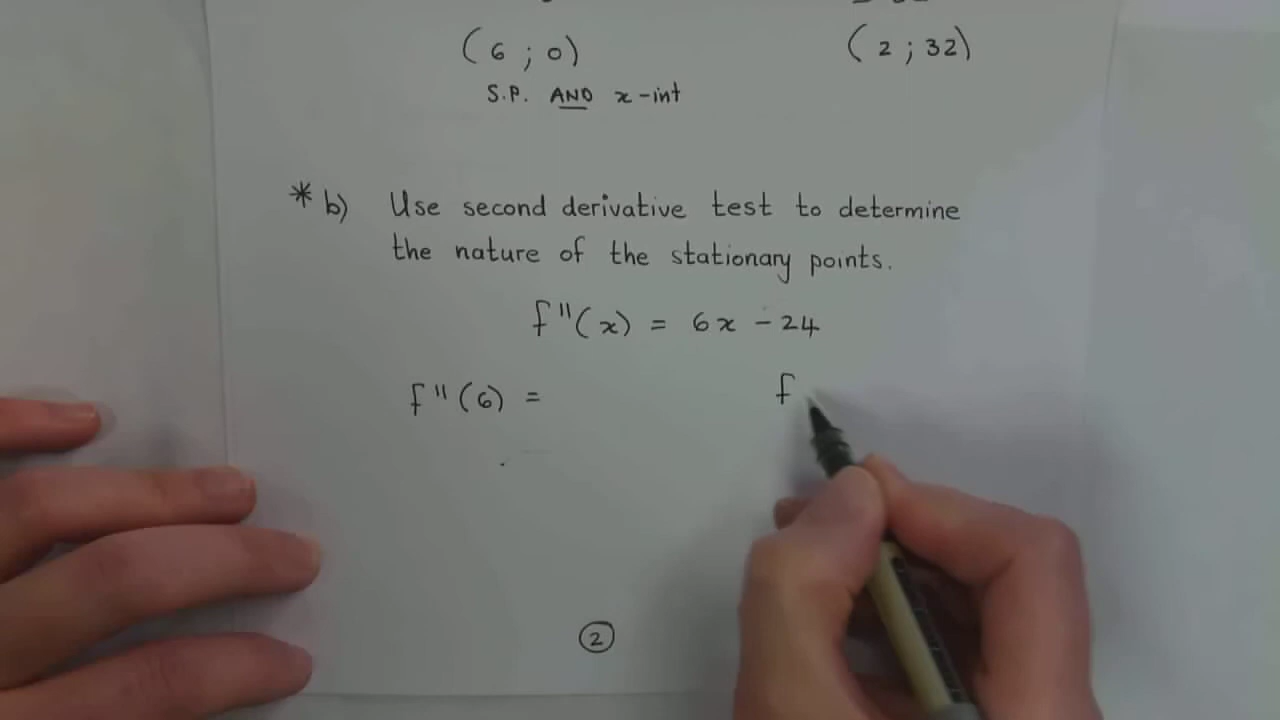 (6 ; 0) (2 ; 32)
S.P. AND x-int
* b) Use second derivative test to determine
the nature of the stationary points.
f''(x) = 6x - 24
f''(6) = f
2